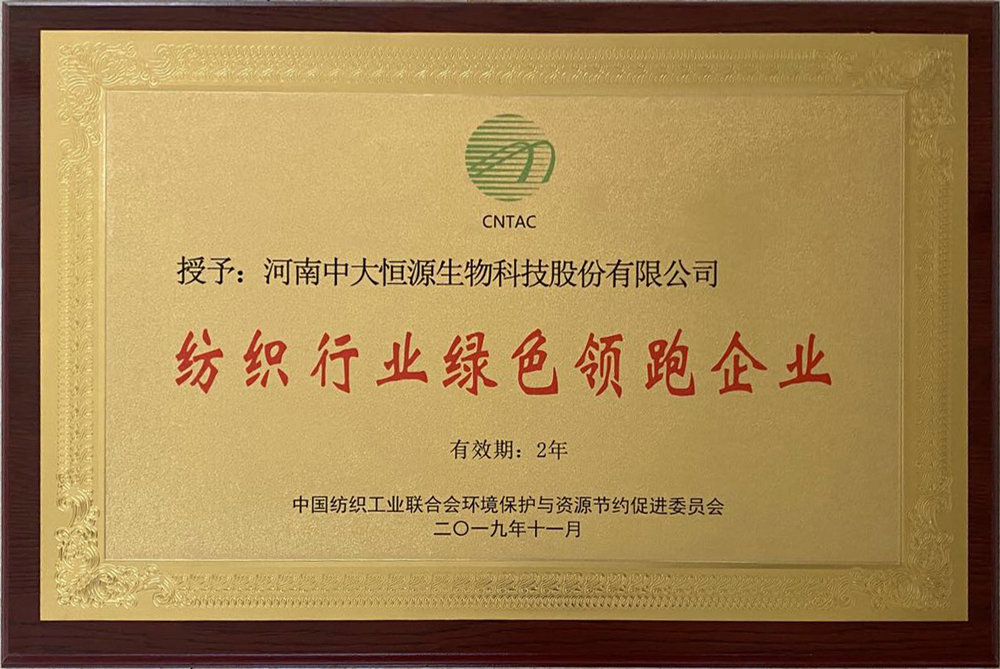 CNTAC
授予：河南中大恒源生物科技股份有限公司
纺织行业绿色领跑企业
有效期：2年
中国纺织工业联合会环境保护与资源节约促进委员会
二〇一九年十一月